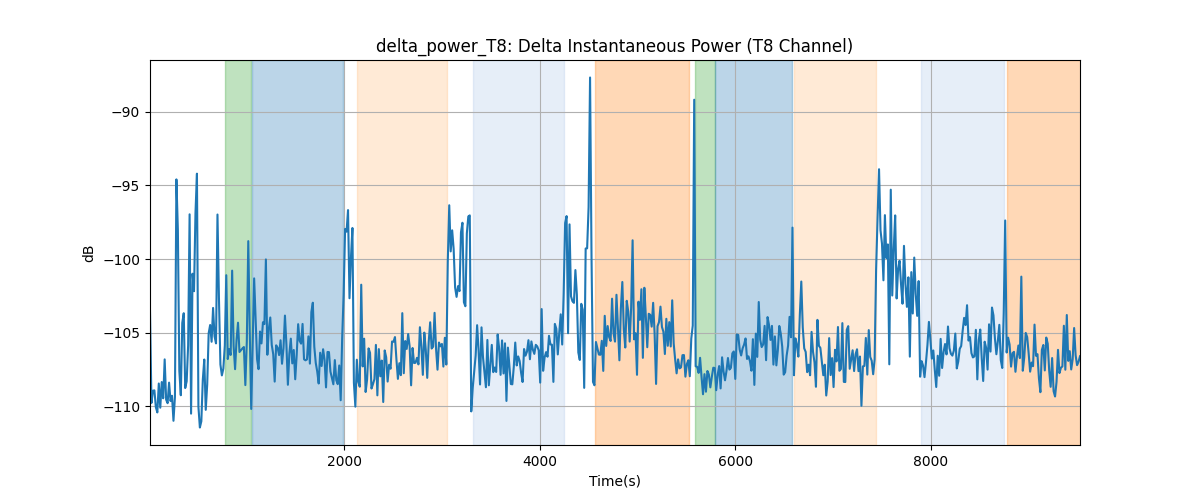 delta_power_T8: Delta Instantaneous Power (T8 Channel)
−90
−95
−100
−105
−110
dB
2000 4000 6000 8000
Time(s)